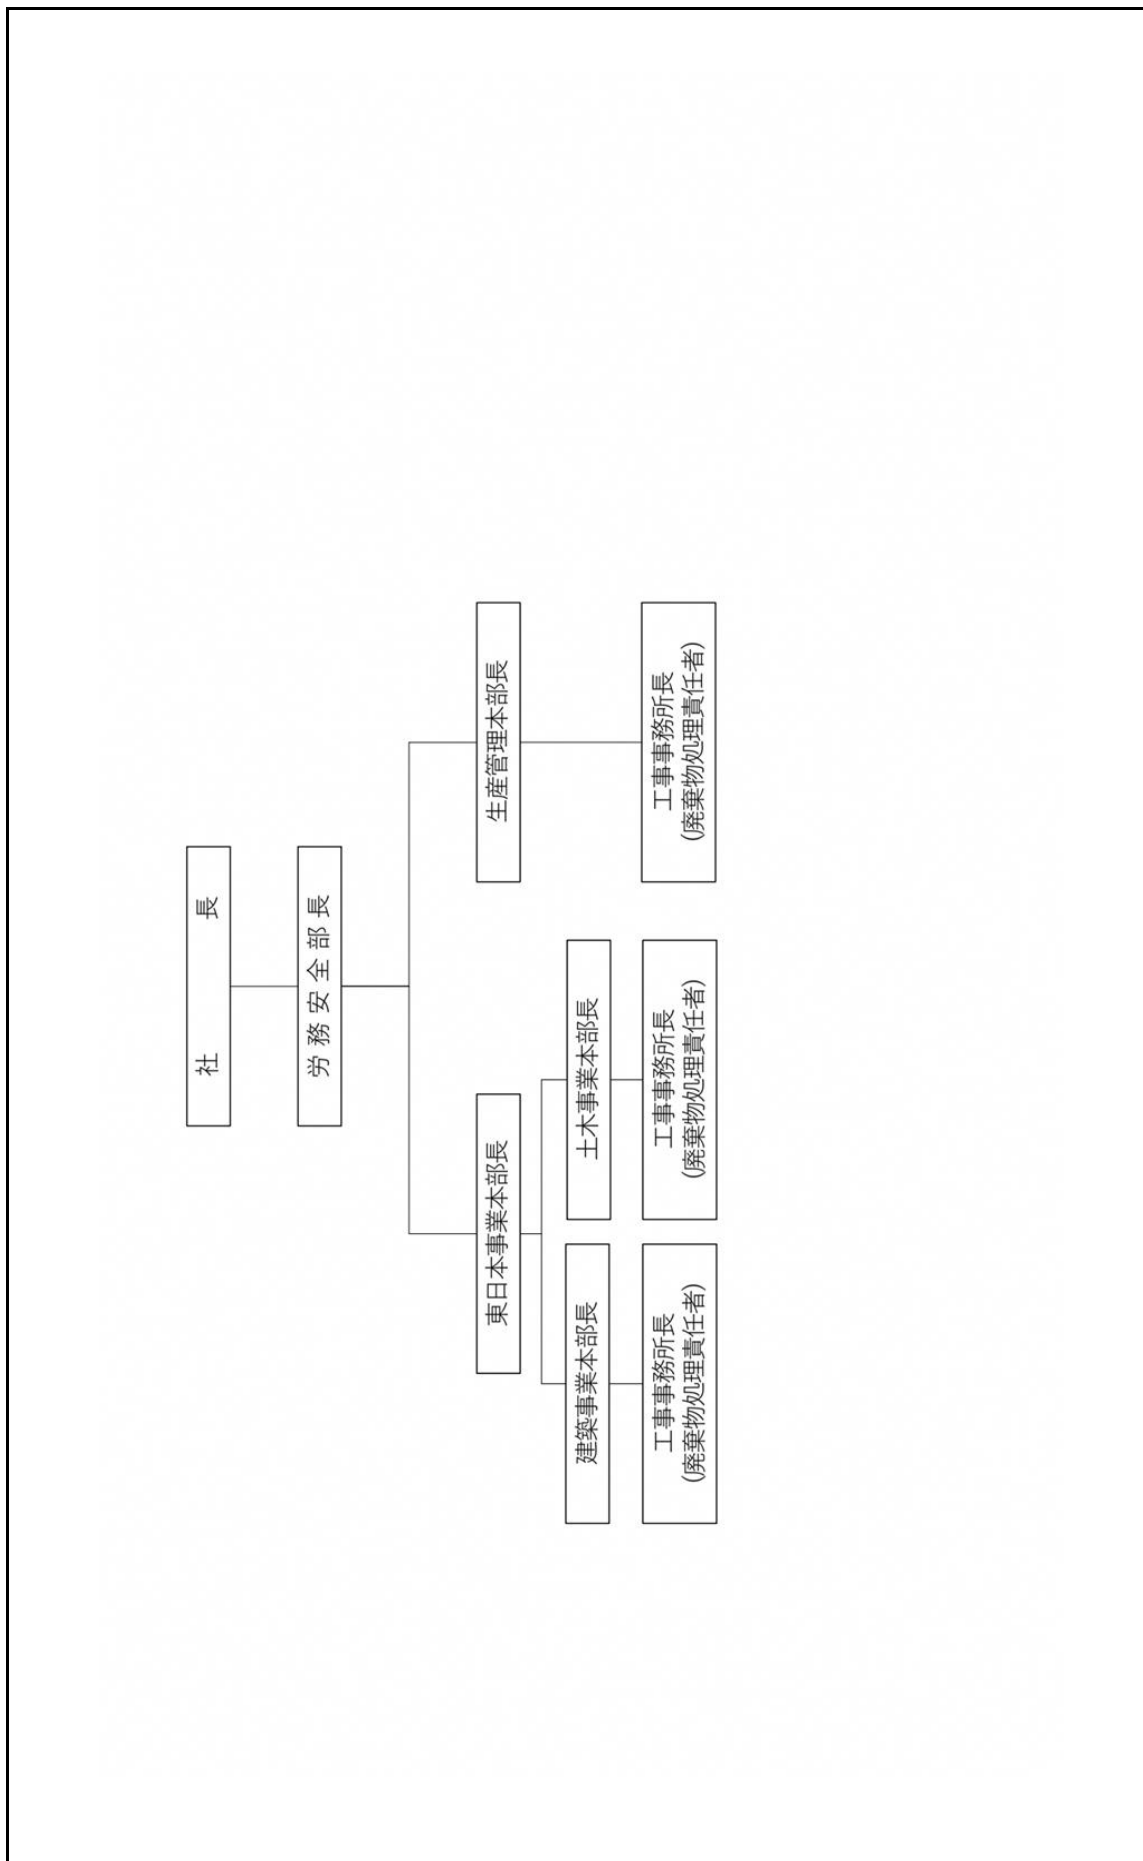 社　　　長
労 務 安 全 部 長
東日本事業本部長
生産管理本部長
建築事業本部長
土木事業本部長
工事事務所長
(廃棄物処理責任者)
工事事務所長
(廃棄物処理責任者)
工事事務所長
(廃棄物処理責任者)